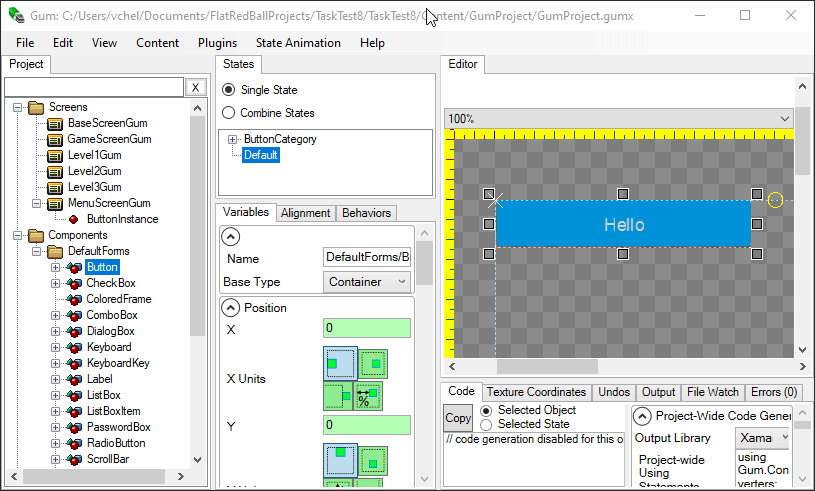 Gum: C:/Users/vchel/Documents/FlatRedBallProjects/TaskTest8/TaskTest8/Content/GumProject/GumProject.gumx
File Edit View Content Plugins State Animation Help
Project
X
Screens
BaseScreenGum
GameScreenGum
Level1Gum
Level2Gum
Level3Gum
MenuScreenGum
ButtonInstance
Components
DefaultForms
Button
CheckBox
ColoredFrame
ComboBox
DialogBox
Keyboard
KeyboardKey
Label
ListBox
ListBoxItem
PasswordBox
RadioButton
ScrollBar
States
Single State
Combine States
ButtonCategory
Default
Variables Alignment Behaviors
Name DefaultForms/B
Base Type Container
Position
X 0
X Units
%
Y 0
Editor
100%
Hello
Code Texture Coordinates Undos Output File Watch Errors (0)
Copy
Selected Object
Selected State
// code generation disabled for this o
Project-Wide Code Gener
Output Library Xama
Project-wide
Using
Statements
using
Gum.Con
verters;